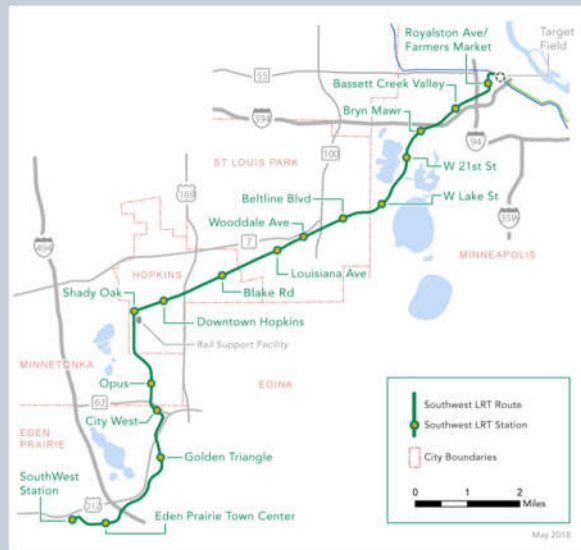 Royalston Ave/
Farmers Market
Target
Field
55
Bassett Creek Valley
Bryn Mawr
394
394
94
ST LOUIS PARK
100
W 21st St
169
Beltline Blvd
W Lake St
Wooddale Ave
35W
494
7
MINNEAPOLIS
HOPKINS
Louisiana Ave
Shady Oak
Blake Rd
Downtown Hopkins
Rail Support Facility
MINNETONKA
Opus
EDINA
62
City West
EDEN
PRAIRIE
Golden Triangle
SouthWest
Station
212
Eden Prairie Town Center
Southwest LRT Route
Southwest LRT Station
City Boundaries
0 1 2
Miles
May 2018